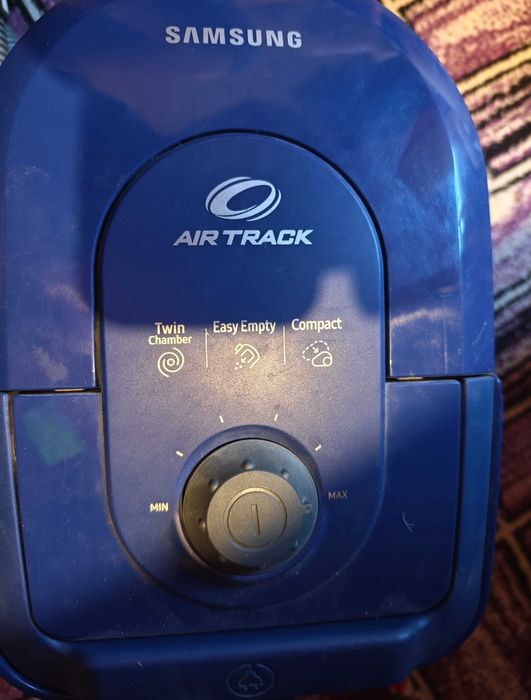 SAMSUNG
AIR TRACK
Twin Chamber
Easy Empty
Compact
MIN
MAX